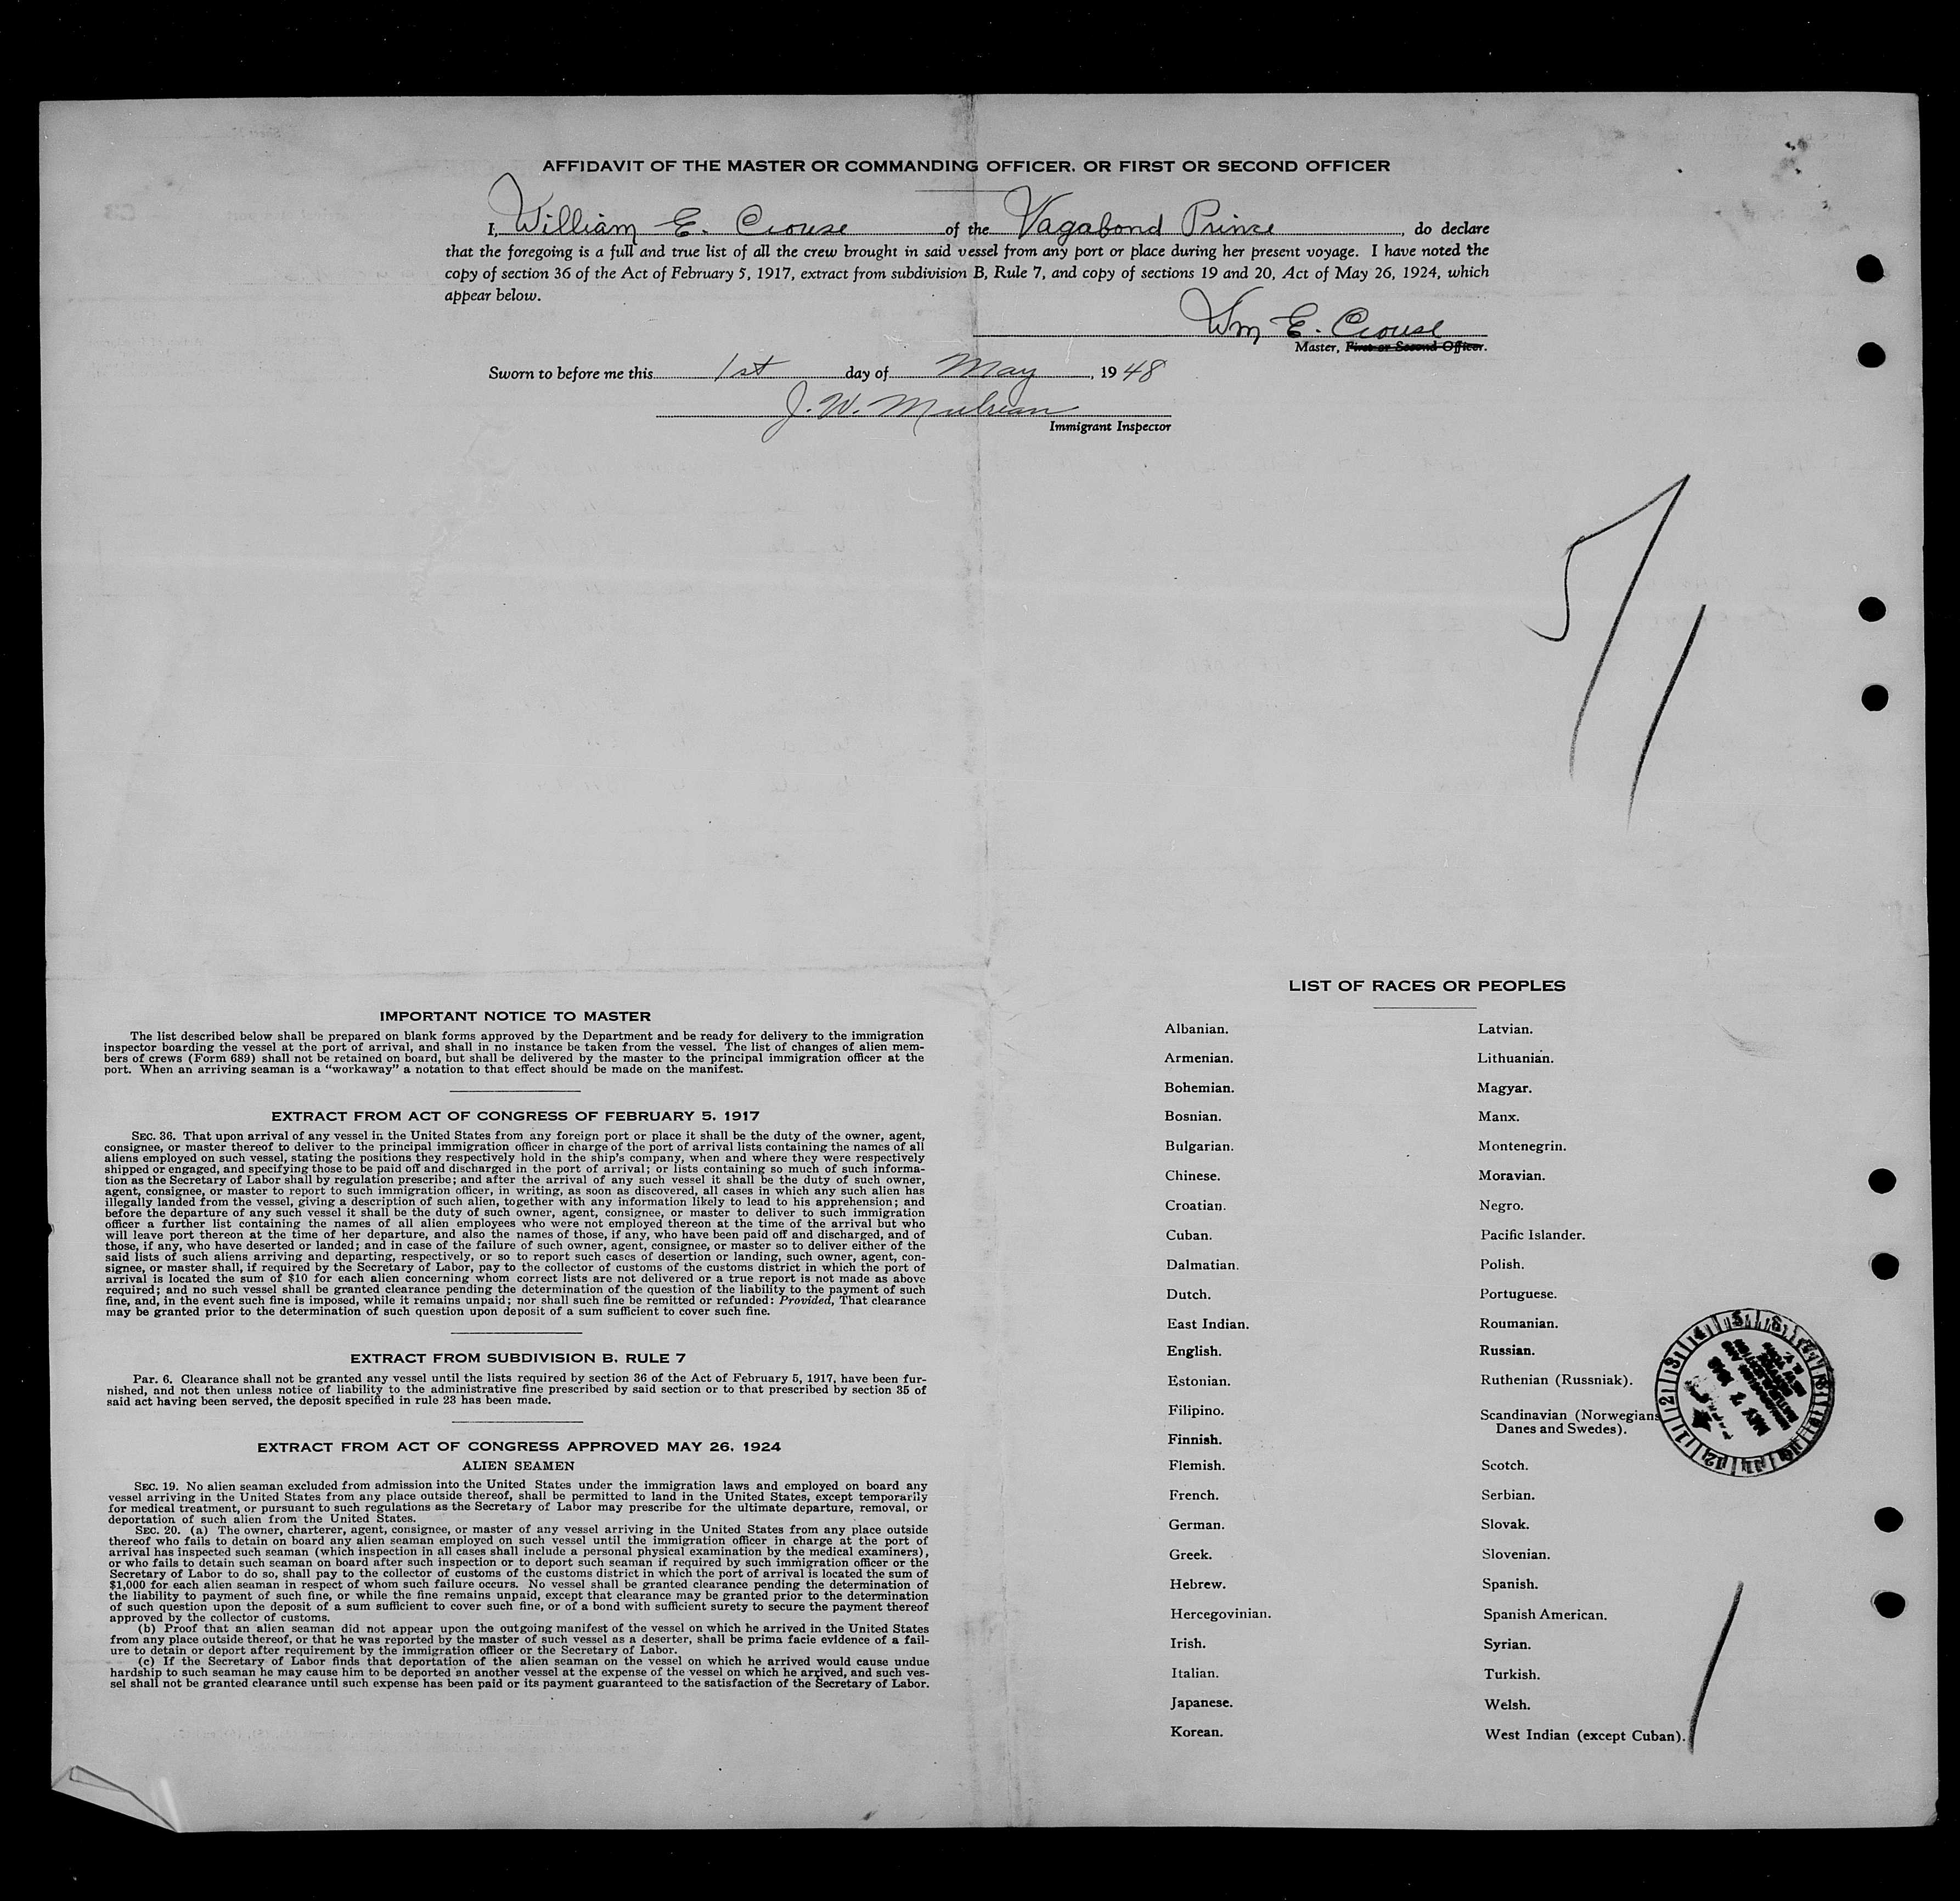 AFFIDAVIT OF THE MASTER OR COMMANDING OFFICER, OR FIRST OR SECOND OFFICER
I, William E. Crouse of the Vagabond Prince, do declare
that the foregoing is a full and true list of all the crew brought in said vessel from any port or place during her present voyage. I have noted the
copy of section 36 of the Act of February 5, 1917, extract from subdivision B, Rule 7, and copy of sections 19 and 20, Act of May 26, 1924, which
appear below.
Wm E. Crouse
Master, First or Second Officer.
Sworn to before me this 1st day of May, 1948
J. W.
Immigrant Inspector
5/1
IMPORTANT NOTICE TO MASTER
The list described below shall be prepared on blank forms approved by the Department and be ready for delivery to the immigration
inspector boarding the vessel at the port of arrival, and shall in no instance be taken from the vessel. The list of changes of alien mem-
bers of crews (Form 689) shall not be retained on board, but shall be delivered by the master to the principal immigration officer at the
port. When an arriving seaman is a "workaway" a notation to that effect should be made on the manifest.
EXTRACT FROM ACT OF CONGRESS OF FEBRUARY 5, 1917
SEC. 36. That upon arrival of any vessel in the United States from any foreign port or place it shall be the duty of the owner, agent,
consignee, or master thereof to deliver to the principal immigration officer in charge of the port of arrival lists containing the names of all
aliens employed on such vessel, stating the positions they respectively hold in the ship's company, when and where they were respectively
shipped or engaged, and specifying those to be paid off and discharged in the port of arrival; or lists containing so much of such informa-
tion as the Secretary of Labor shall by regulation prescribe; and after the arrival of any such vessel it shall be the duty of such owner,
agent, consignee, or master to report to such immigration officer, in writing, as soon as discovered, all cases in which any such alien has
illegally landed from the vessel, giving a description of such alien, together with any information likely to lead to his apprehension; and
before the departure of any such vessel it shall be the duty of such owner, agent, consignee, or master to deliver to such immigration
officer a further list containing the names of all alien employees who were not employed thereon at the time of the arrival but who
will leave port thereon at the time of her departure, and also the names of those, if any, who have been paid off and discharged, and of
those, if any, who have deserted or landed; and in case of the failure of such owner, agent, consignee, or master so to deliver either of the
said lists of such aliens arriving and departing, respectively, or so to report such cases of desertion or landing, such owner, agent, con-
signee, or master shall, if required by the Secretary of Labor, pay to the collector of customs of the customs district in which the port of
arrival is located the sum of $10 for each alien concerning whom correct lists are not delivered or a true report is not made as above
required; and no such vessel shall be granted clearance pending the determination of the question of the liability to the payment of such
fine, and, in the event such fine is imposed, while it remains unpaid; nor shall such fine be remitted or refunded: Provided, That clearance
may be granted prior to the determination of such question upon deposit of a sum sufficient to cover such fine.
EXTRACT FROM SUBDIVISION B, RULE 7
Par. 6. Clearance shall not be granted any vessel until the lists required by section 36 of the Act of February 5, 1917, have been fur-
nished, and not then unless notice of liability to the administrative fine prescribed by said section or to that prescribed by section 35 of
said act having been served, the deposit specified in rule 23 has been made.
EXTRACT FROM ACT OF CONGRESS APPROVED MAY 26, 1924
ALIEN SEAMEN
SEC. 19. No alien seaman excluded from admission into the United States under the immigration laws and employed on board any
vessel arriving in the United States from any place outside thereof, shall be permitted to land in the United States, except temporarily
for medical treatment, or pursuant to such regulations as the Secretary of Labor may prescribe for the ultimate departure, removal, or
deportation of such alien from the United States.
SEC. 20. (a) The owner, charterer, agent, consignee, or master of any vessel arriving in the United States from any place outside
thereof who fails to detain on board any alien seaman employed on such vessel until the immigration officer in charge at the port of
arrival has inspected such seaman (which inspection in all cases shall include a personal physical examination by the medical examiners),
or who fails to detain such seaman on board after such inspection or to deport such seaman if required by such immigration officer or the
Secretary of Labor to do so, shall pay to the collector of customs of the customs district in which the port of arrival is located the sum of
$1,000 for each alien seaman in respect of whom such failure occurs. No vessel shall be granted clearance pending the determination of
the liability to payment of such fine, or while the fine remains unpaid, except that clearance may be granted prior to the determination
of such question upon the deposit of a sum sufficient to cover such fine, or of a bond with sufficient surety to secure the payment thereof
approved by the collector of customs.
(b) Proof that an alien seaman did not appear upon the outgoing manifest of the vessel on which he arrived in the United States
from any place outside thereof, or that he was reported by the master of such vessel as a deserter, shall be prima facie evidence of a fail-
ure to detain or deport after requirement by the immigration officer or the Secretary of Labor.
(c) If the Secretary of Labor finds that deportation of the alien seaman on the vessel on which he arrived would cause undue
hardship to such seaman he may cause him to be deported on another vessel at the expense of the vessel on which he arrived, and such ves-
sel shall not be granted clearance until such expense has been paid or its payment guaranteed to the satisfaction of the Secretary of Labor.
LIST OF RACES OR PEOPLES
Albanian.
Armenian.
Bohemian.
Bosnian.
Bulgarian.
Chinese.
Croatian.
Cuban.
Dalmatian.
Dutch.
East Indian.
English.
Estonian.
Filipino.
Finnish.
Flemish.
French.
German.
Greek.
Hebrew.
Hercegovinian.
Irish.
Italian.
Japanese.
Korean.
Latvian.
Lithuanian.
Magyar.
Manx.
Montenegrin.
Moravian.
Negro.
Pacific Islander.
Polish.
Portuguese.
Roumanian.
Russian.
Ruthenian (Russniak).
Scandinavian (Norwegians
Danes and Swedes).
Scotch.
Serbian.
Slovak.
Slovenian.
Spanish.
Spanish American.
Syrian.
Turkish.
Welsh.
West Indian (except Cuban).